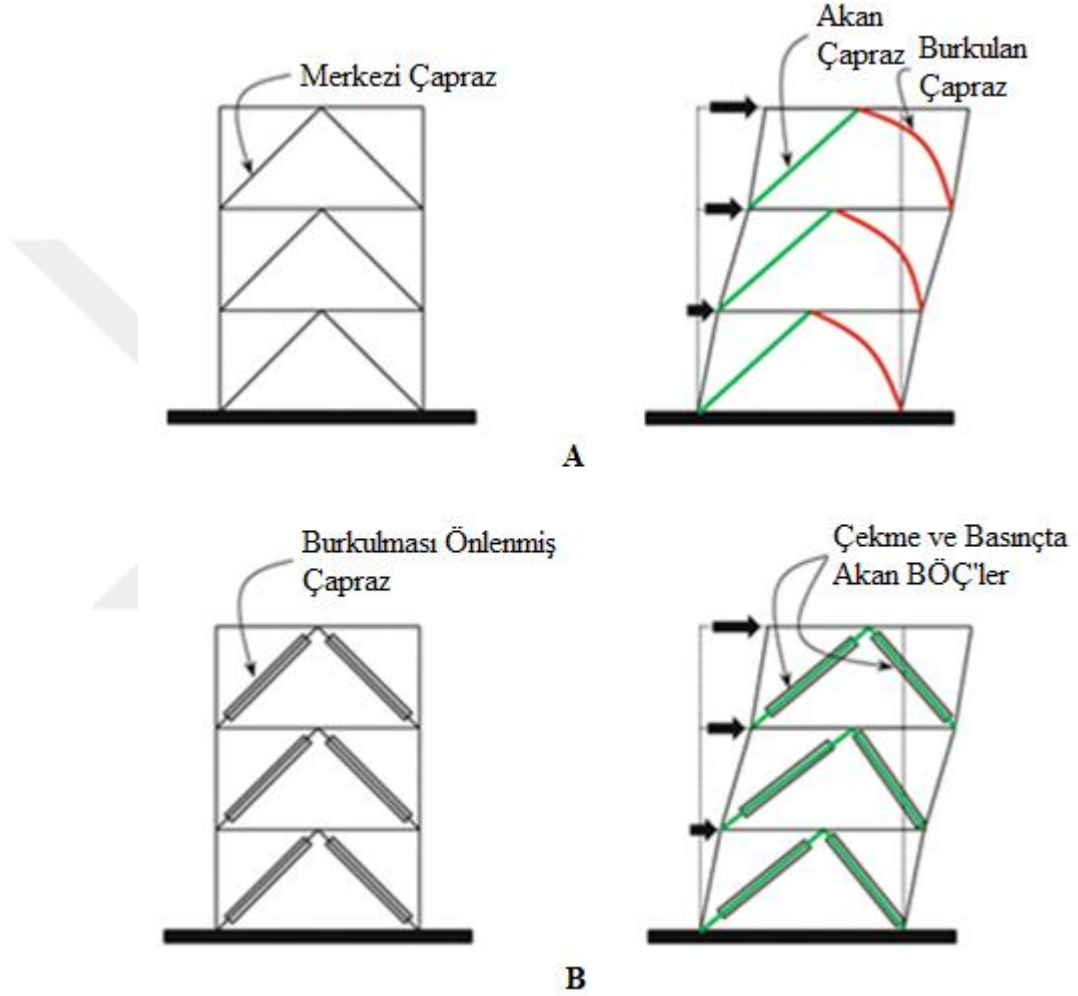 Merkezi Çapraz
Akan
Çapraz
Burkulan
Çapraz
A
Burkulması Önlenmiş
Çapraz
Çekme ve Basınçta
Akan BÖÇ'ler
B